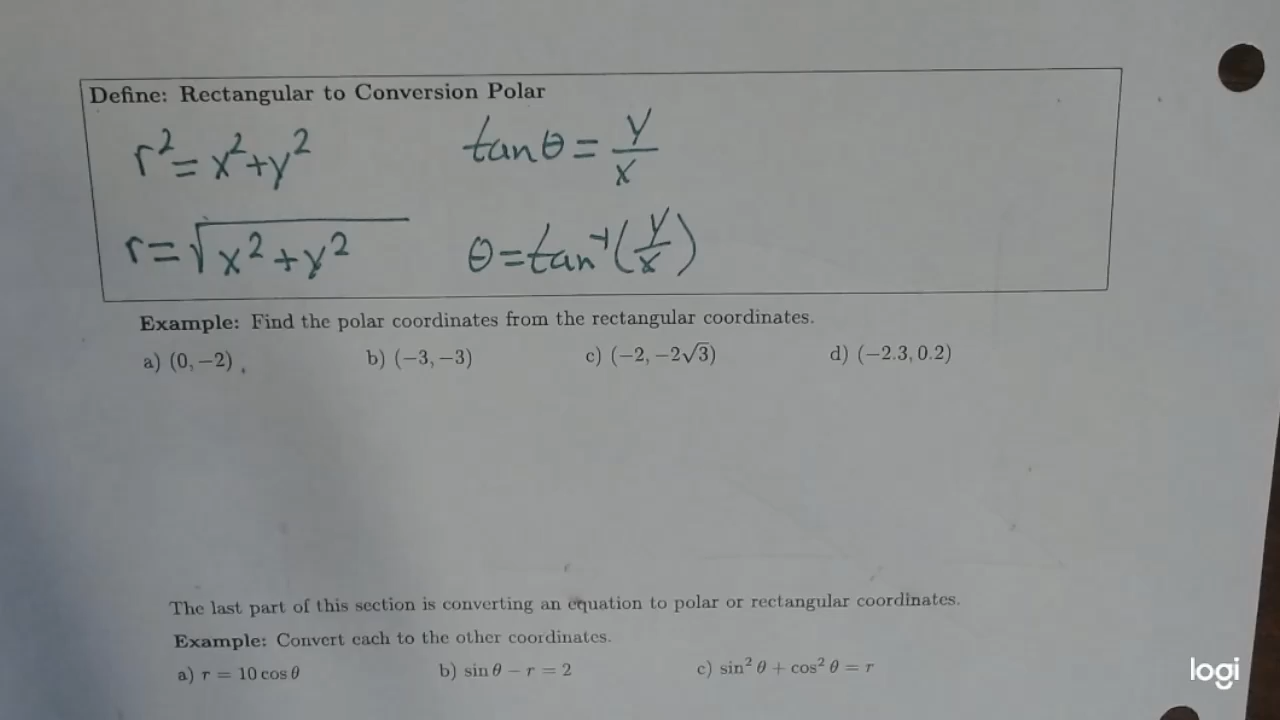 Define: Rectangular to Conversion Polar
r² = x² + y² tanθ = y/x
r = √(x² + y²) θ = tan⁻¹(y/x)
Example: Find the polar coordinates from the rectangular coordinates.
a) (0, −2) b) (−3, −3) c) (−2, −2√3) d) (−2.3, 0.2)
The last part of this section is converting an equation to polar or rectangular coordinates.
Example: Convert each to the other coordinates.
a) r = 10 cos θ b) sin θ − r = 2 c) sin² θ + cos² θ = r
logi